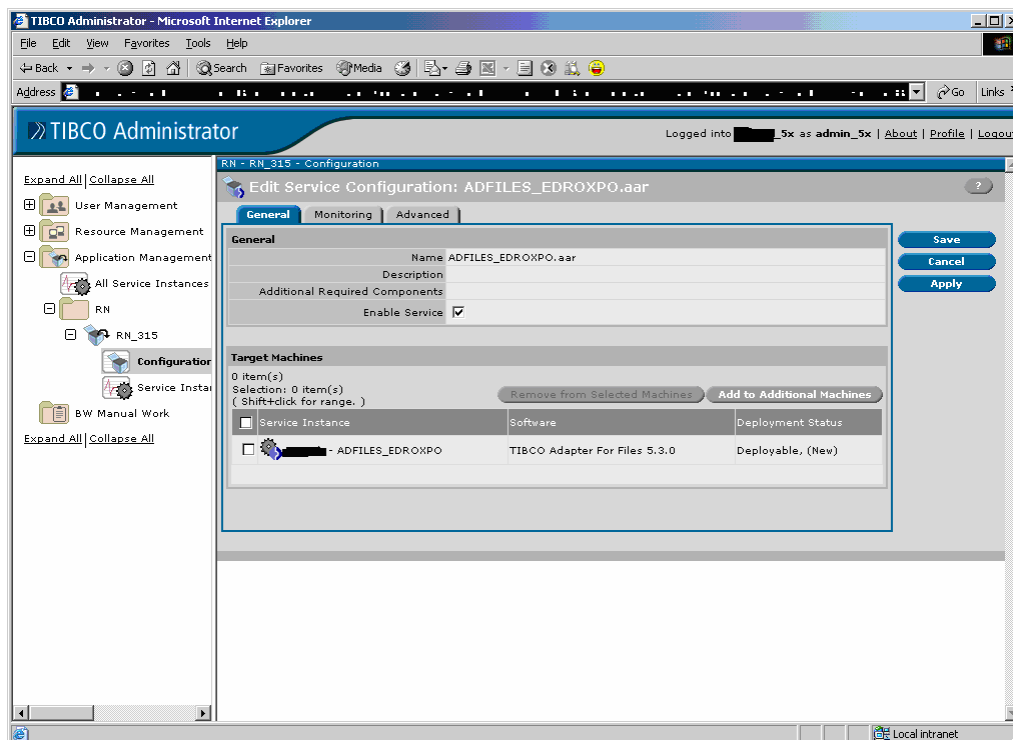 TIBCO Administrator - Microsoft Internet Explorer
File Edit View Favorites Tools Help
Back Search Favorites Media
Address Go Links
TIBCO Administrator
Logged into _5x as admin_5x | About | Profile | Logou
Expand All | Collapse All
User Management
Resource Management
Application Management
All Service Instances
RN
RN_315
Configuration
Service Instar
BW Manual Work
Expand All | Collapse All
RN - RN_315 - Configuration
Edit Service Configuration: ADFILES_EDROXPO.aar
?
General Monitoring Advanced
General
Name ADFILES_EDROXPO.aar
Description
Additional Required Components
Enable Service
Save
Cancel
Apply
Target Machines
0 item(s)
Selection: 0 item(s)
( Shift+click for range. )
Remove from Selected Machines Add to Additional Machines
Service Instance Software Deployment Status
- ADFILES_EDROXPO TIBCO Adapter For Files 5.3.0 Deployable, (New)
Local intranet